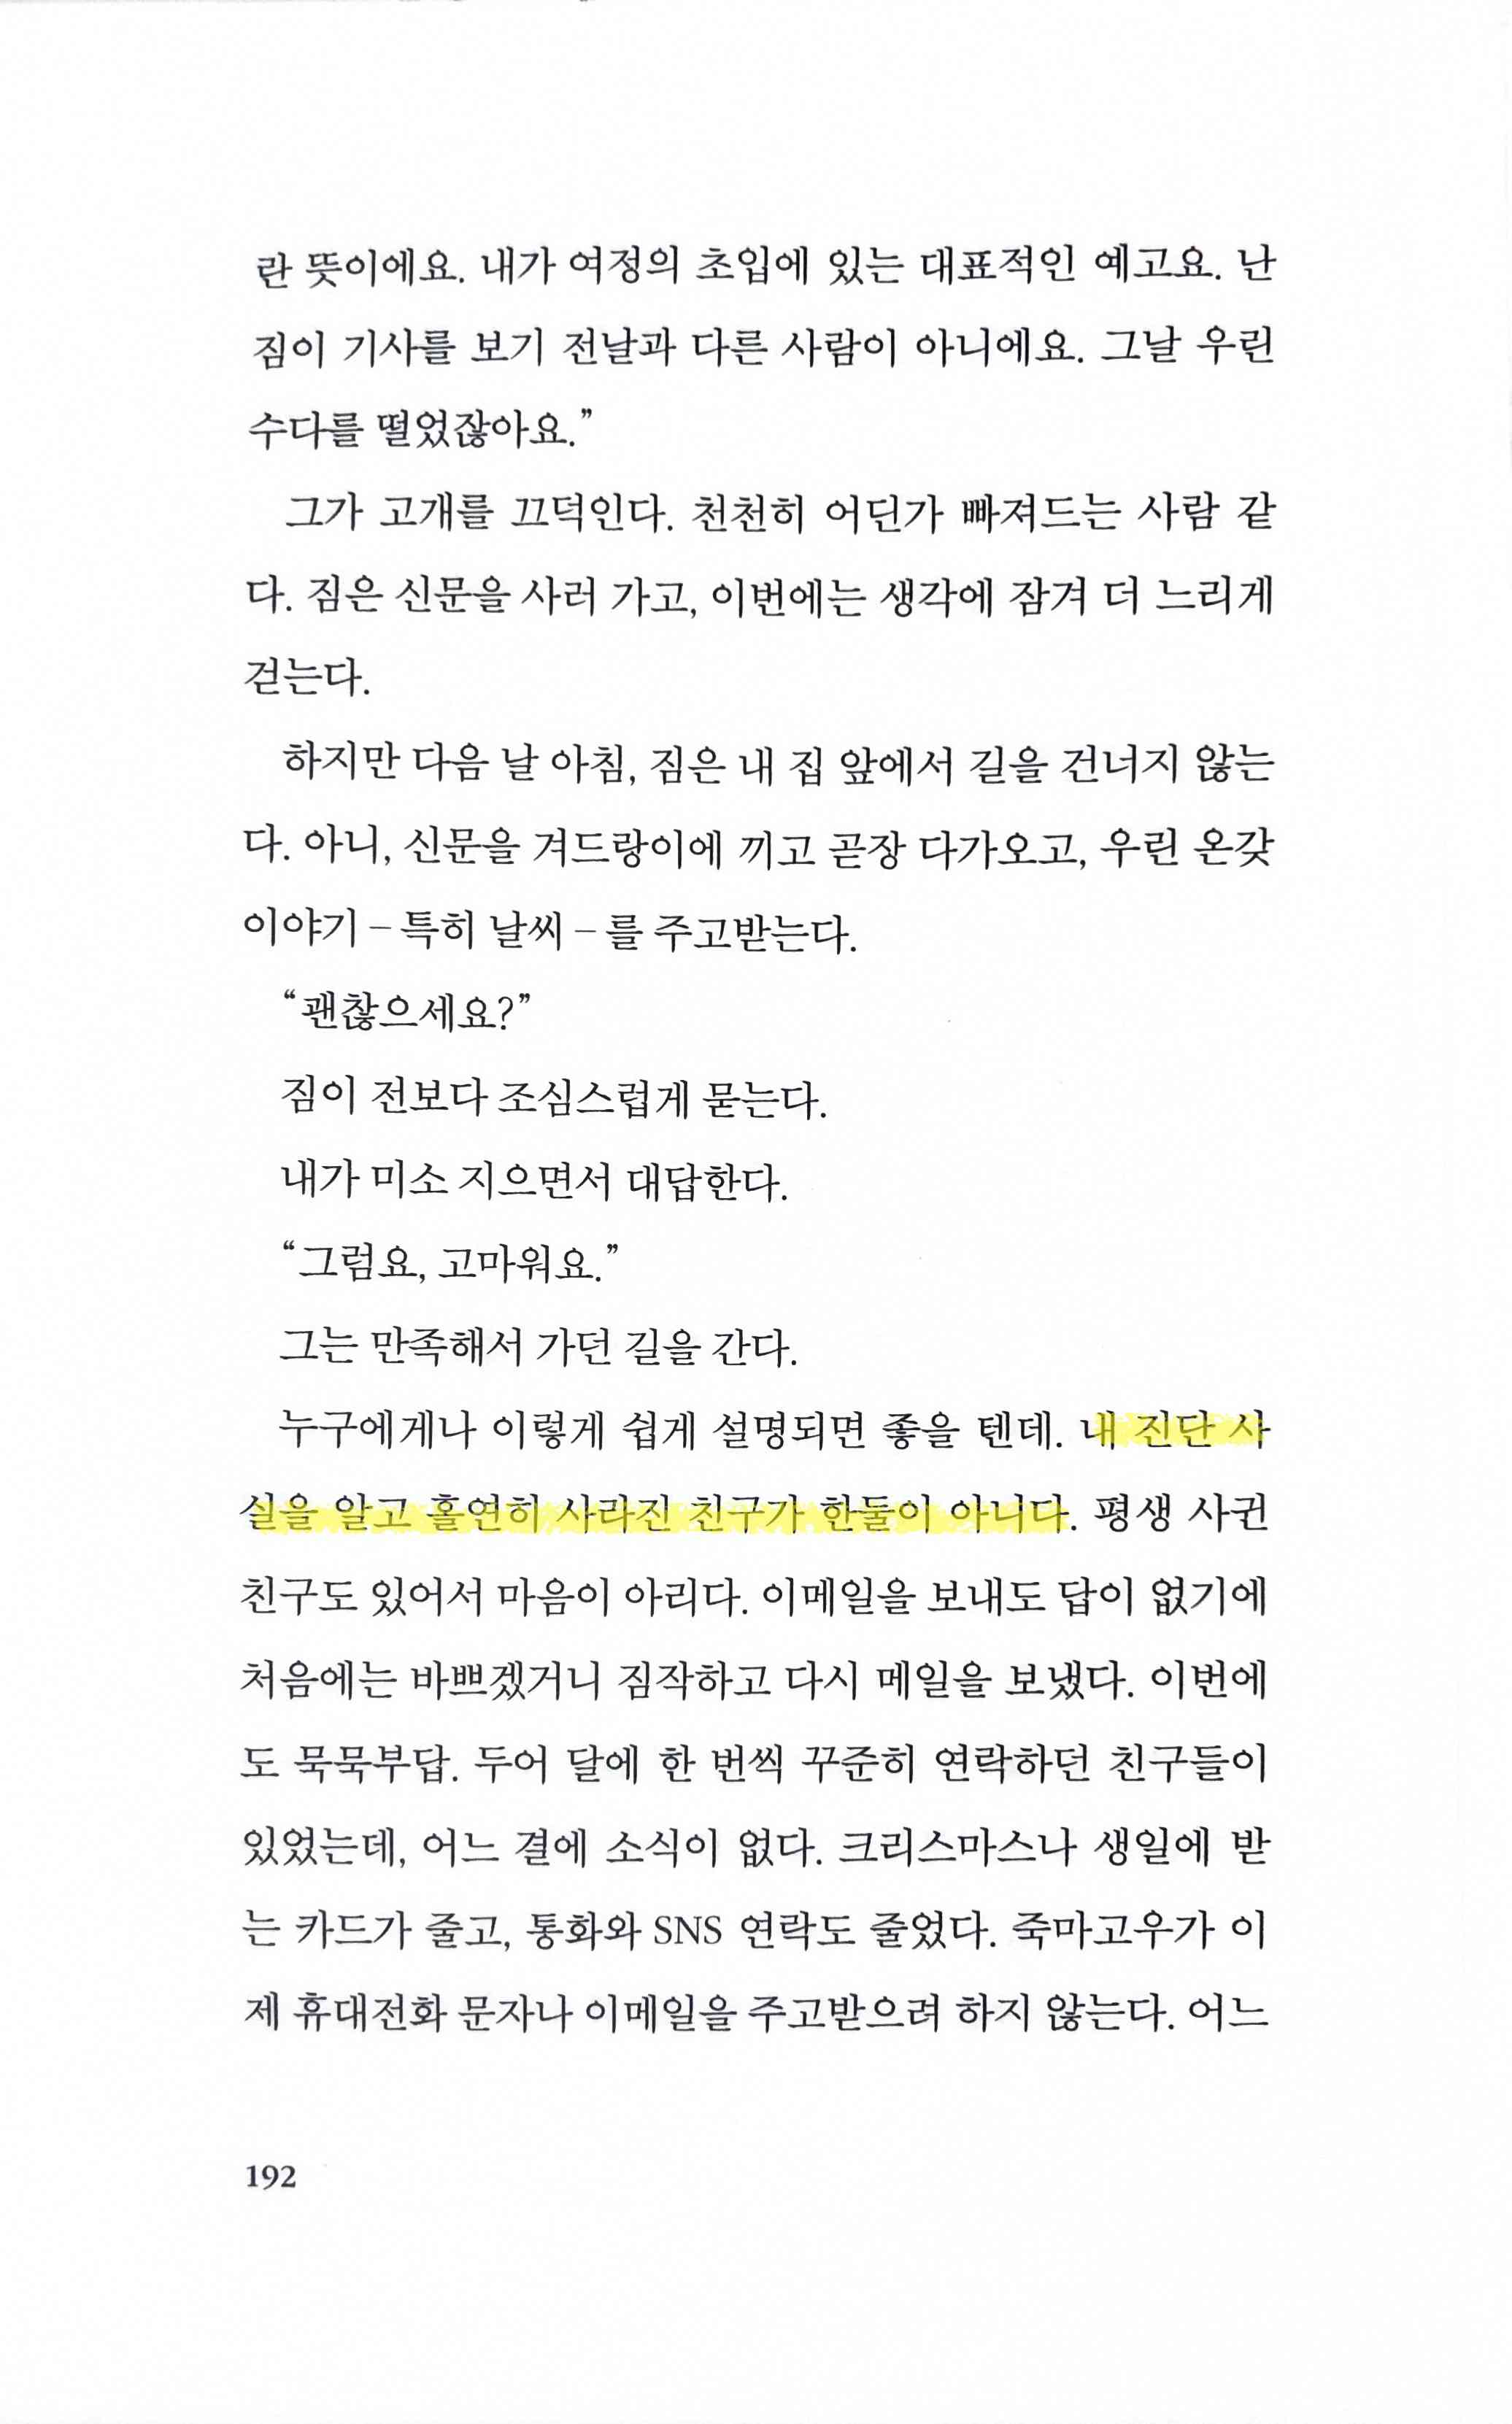 란 뜻이에요. 내가 여정의 초입에 있는 대표적인 예고요. 난
짐이 기사를 보기 전날과 다른 사람이 아니에요. 그날 우린
수다를 떨었잖아요.”
그가 고개를 끄덕인다. 천천히 어딘가 빠져드는 사람 같
다. 짐은 신문을 사러 가고, 이번에는 생각에 잠겨 더 느리게
걷는다.
하지만 다음 날 아침, 짐은 내 집 앞에서 길을 건너지 않는
다. 아니, 신문을 겨드랑이에 끼고 곧장 다가오고, 우린 온갖
이야기 – 특히 날씨 – 를 주고받는다.
“괜찮으세요?”
짐이 전보다 조심스럽게 묻는다.
내가 미소 지으면서 대답한다.
“그럼요, 고마워요.”
그는 만족해서 가던 길을 간다.
누구에게나 이렇게 쉽게 설명되면 좋을 텐데. 내 진단 사
실을 알고 홀연히 사라진 친구가 한둘이 아니다. 평생 사귄
친구도 있어서 마음이 아리다. 이메일을 보내도 답이 없기에
처음에는 바쁘겠거니 짐작하고 다시 메일을 보냈다. 이번에
도 묵묵부답. 두어 달에 한 번씩 꾸준히 연락하던 친구들이
있었는데, 어느 결에 소식이 없다. 크리스마스나 생일에 받
는 카드가 줄고, 통화와 SNS 연락도 줄었다. 죽마고우가 이
제 휴대전화 문자나 이메일을 주고받으려 하지 않는다. 어느
192